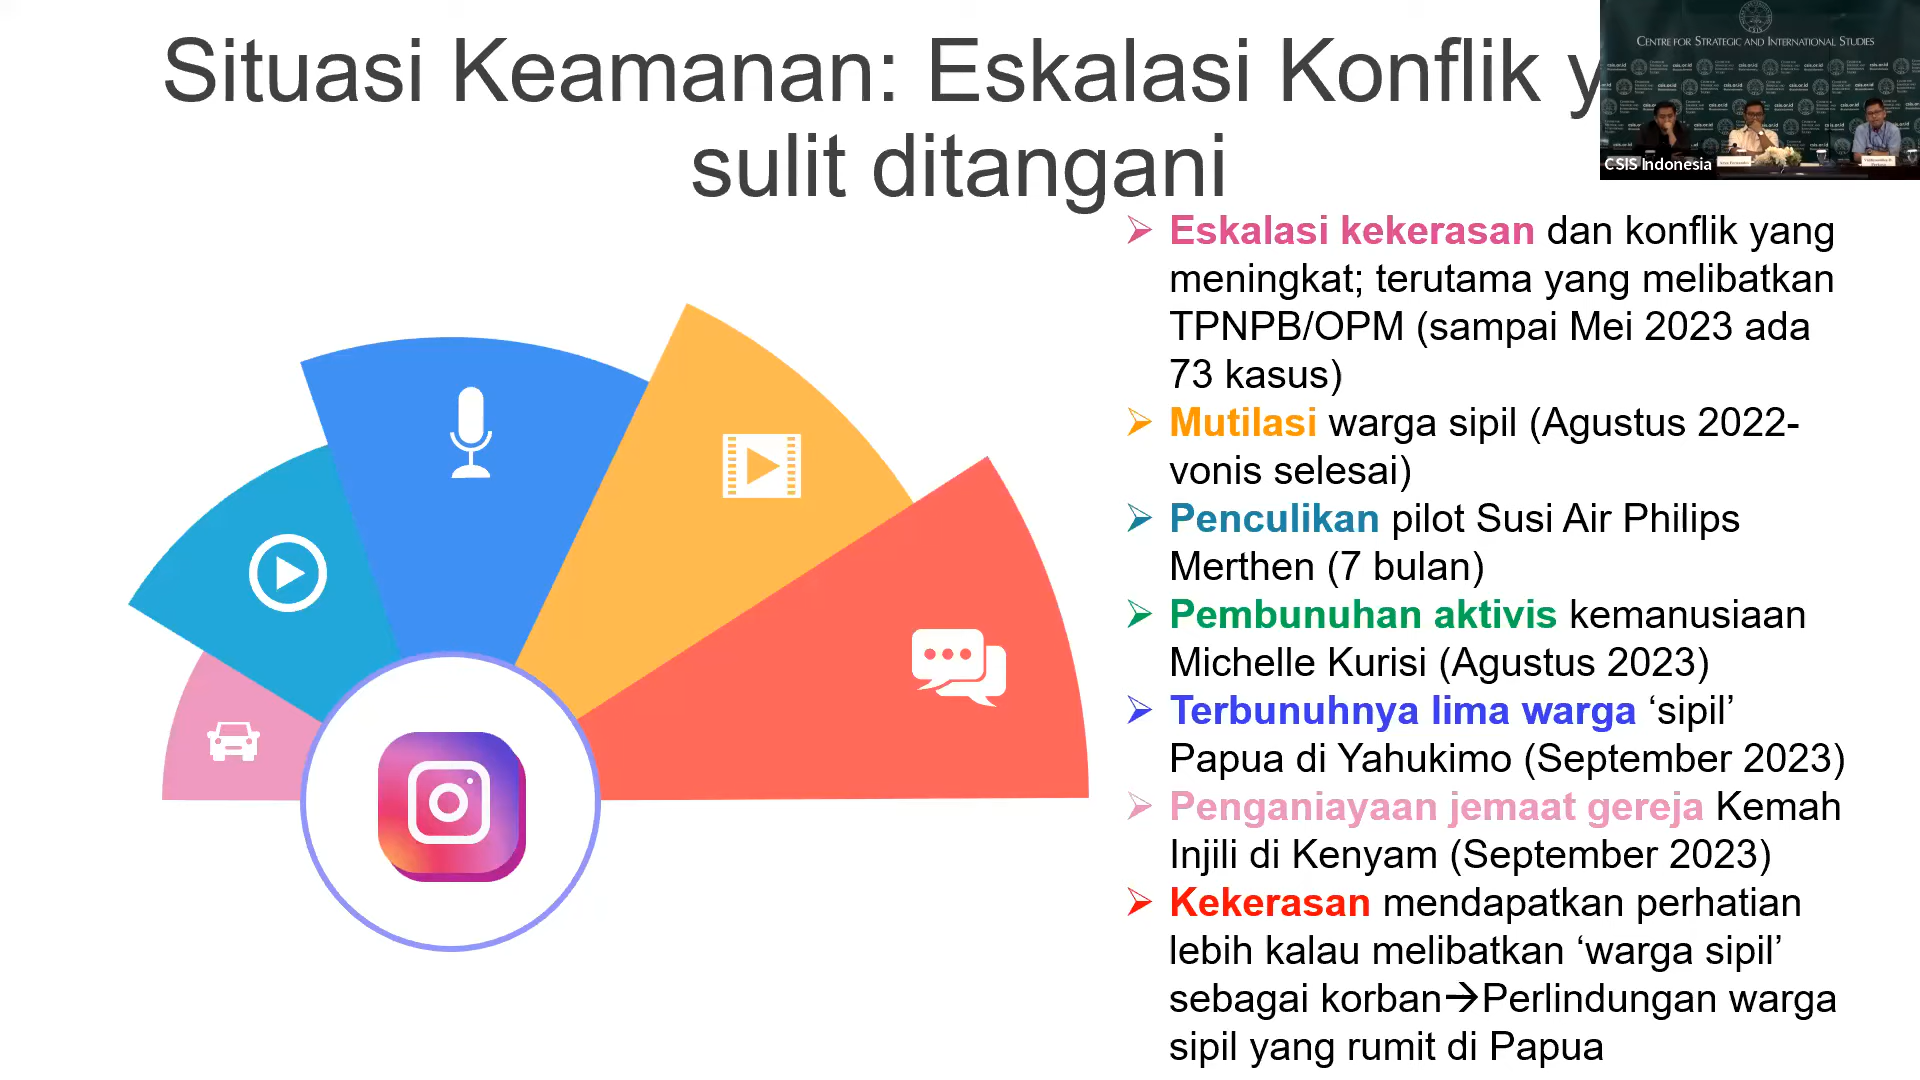 Situasi Keamanan: Eskalasi Konflik y
sulit ditangani
CENTRE FOR STRATEGIC AND INTERNATIONAL STUDIES
CSIS Indonesia
Eskalasi kekerasan dan konflik yang
meningkat; terutama yang melibatkan
TPNPB/OPM (sampai Mei 2023 ada
73 kasus)
Mutilasi warga sipil (Agustus 2022-
vonis selesai)
Penculikan pilot Susi Air Philips
Merthen (7 bulan)
Pembunuhan aktivis kemanusiaan
Michelle Kurisi (Agustus 2023)
Terbunuhnya lima warga ‘sipil’
Papua di Yahukimo (September 2023)
Penganiayaan jemaat gereja Kemah
Injili di Kenyam (September 2023)
Kekerasan mendapatkan perhatian
lebih kalau melibatkan ‘warga sipil’
sebagai korban→Perlindungan warga
sipil yang rumit di Papua